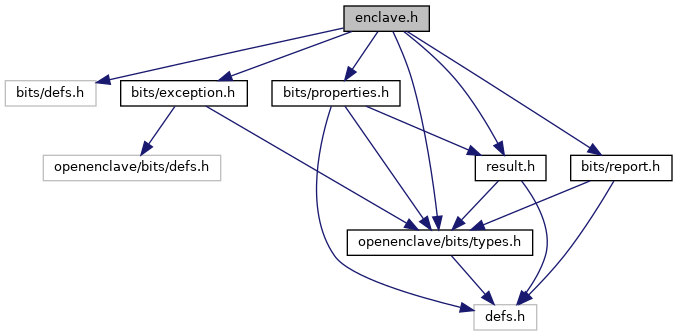 enclave.h
bits/defs.h
bits/exception.h
bits/properties.h
openenclave/bits/defs.h
result.h
bits/report.h
openenclave/bits/types.h
defs.h